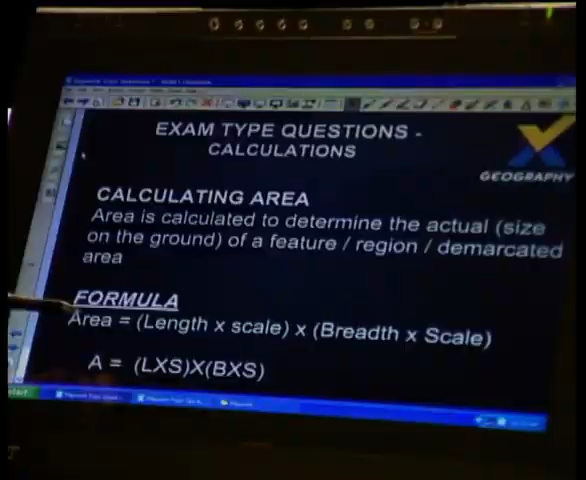 EXAM TYPE QUESTIONS -
CALCULATIONS
GEOGRAPHY
CALCULATING AREA
Area is calculated to determine the actual (size
on the ground) of a feature / region / demarcated
area
FORMULA
Area = (Length x scale) x (Breadth x Scale)
A = (LXS)X(BXS)
start